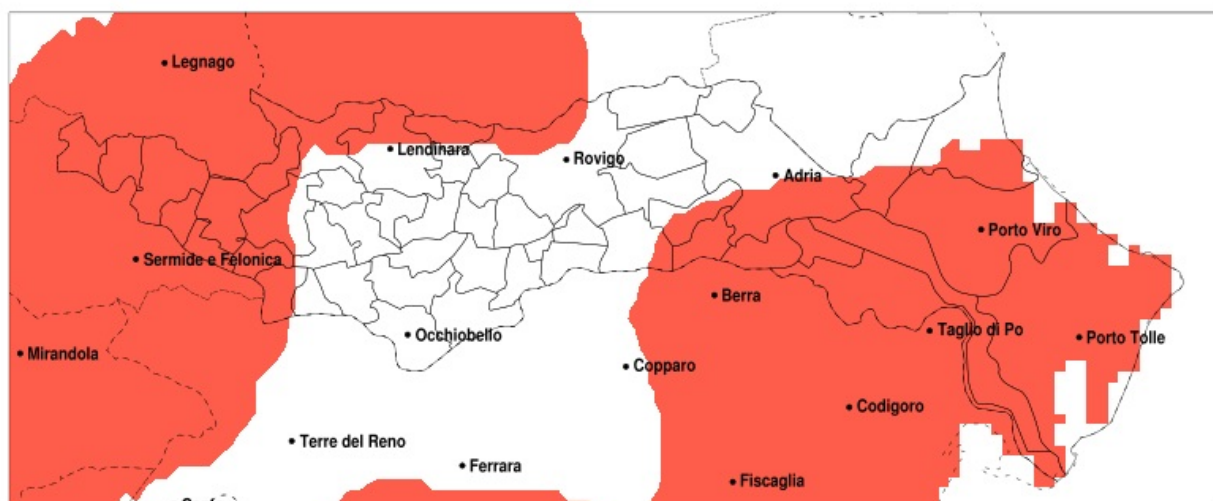 Legnago
Lendinara
Rovigo
Adria
Porto Viro
Sermide e Felonica
Berra
Taglio di Po
Porto Tolle
Occhiobello
Mirandola
Copparo
Codigoro
Terre del Reno
Ferrara
Fiscaglia